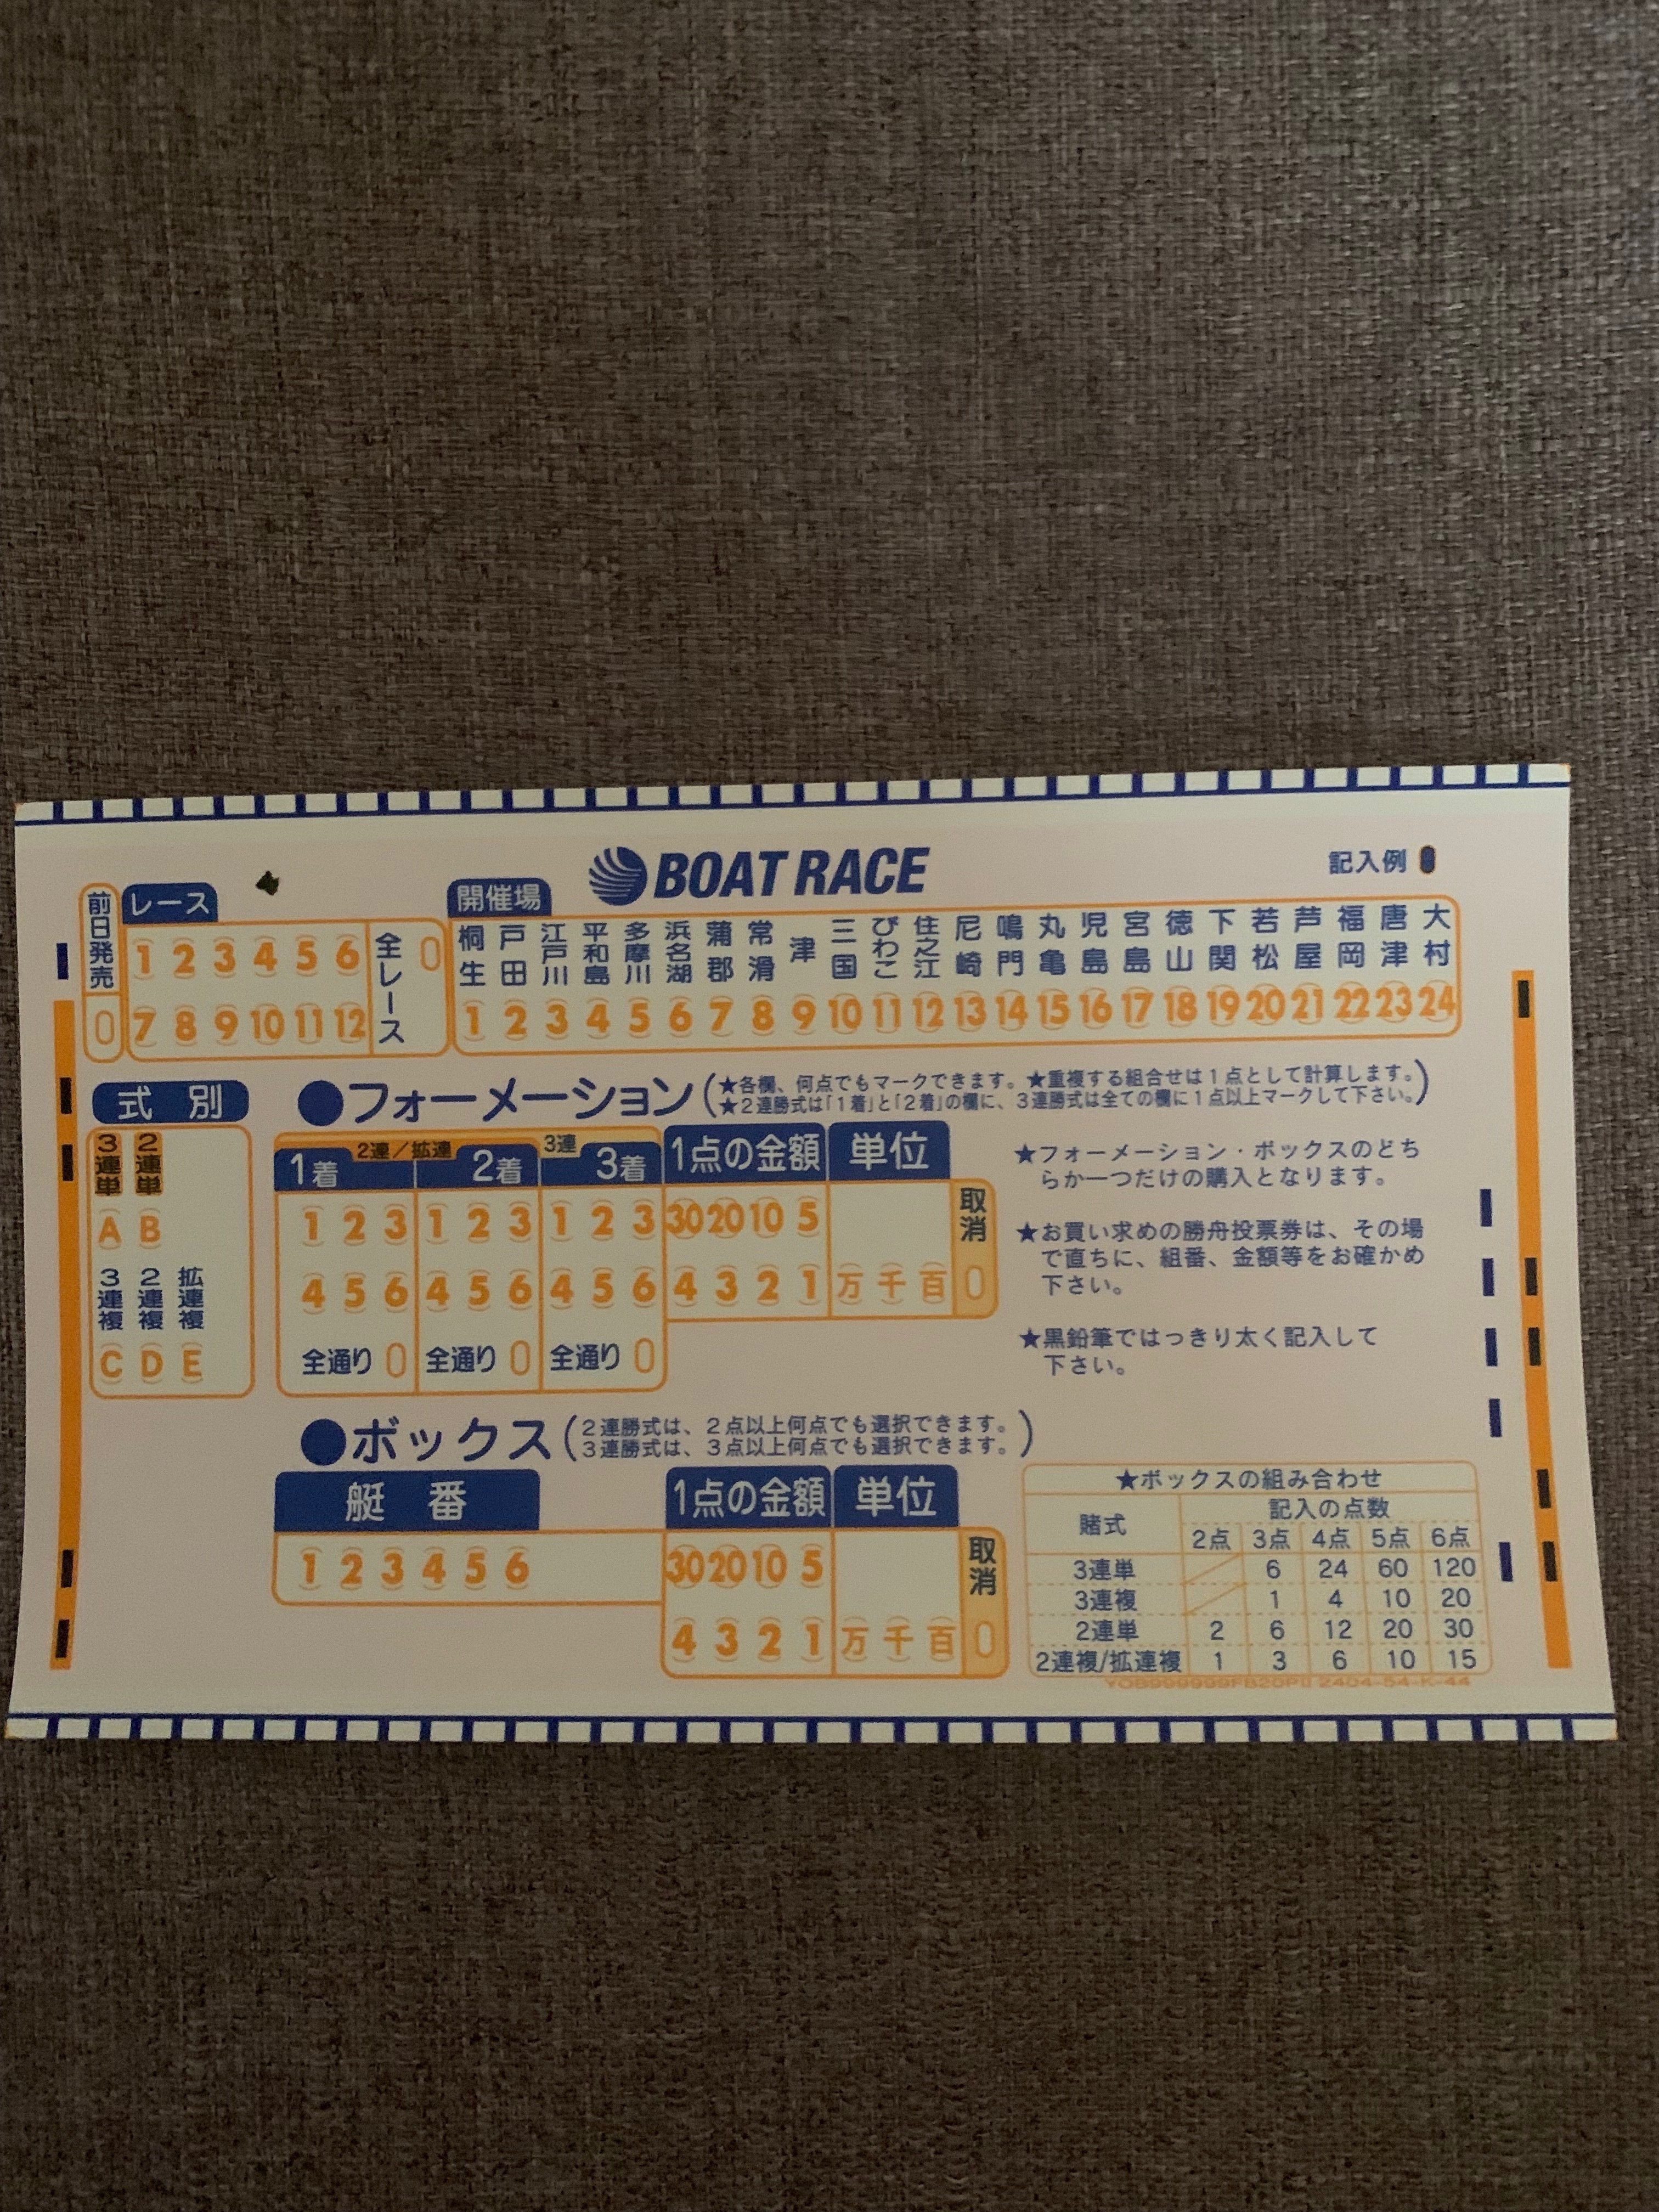 BOAT RACE
記入例
前日発売
0
レース
1 2 3 4 5 6
7 8 9 10 11 12
全レース
0
開催場
桐生 戸田 江戸川 平和島 多摩川 浜名湖 蒲郡 常滑 津 三国 びわこ 住之江 尼崎 鳴門 丸亀 児島 宮島 徳山 下関 若松 芦屋 福岡 唐津 大村
1 2 3 4 5 6 7 8 9 10 11 12 13 14 15 16 17 18 19 20 21 22 23 24
式別
3連単 2連単
A B
3連複 2連複 拡連複
C D E
●フォーメーション
(★各欄、何点でもマークできます。★重複する組合せは1点として計算します。
★2連勝式は「1着」と「2着」の欄に、3連勝式は全ての欄に1点以上マークして下さい。)
2連/拡連 3連
1着 2着 3着 1点の金額 単位
1 2 3 1 2 3 1 2 3 30 20 10 5 取消
4 5 6 4 5 6 4 5 6 4 3 2 1 万 千 百 0
全通り 0 全通り 0 全通り 0
★フォーメーション・ボックスのどち
らか一つだけの購入となります。
★お買い求めの勝舟投票券は、その場
で直ちに、組番、金額等をお確かめ
下さい。
★黒鉛筆ではっきり太く記入して
下さい。
●ボックス
(2連勝式は、2点以上何点でも選択できます。
3連勝式は、3点以上何点でも選択できます。)
艇番 1点の金額 単位
1 2 3 4 5 6 30 20 10 5 取消
4 3 2 1 万 千 百 0
★ボックスの組み合わせ
賭式 記入の点数
2点 3点 4点 5点 6点
3連単 6 24 60 120
3連複 1 4 10 20
2連単 2 6 12 20 30
2連複/拡連複 1 3 6 10 15
2404-54-K-44